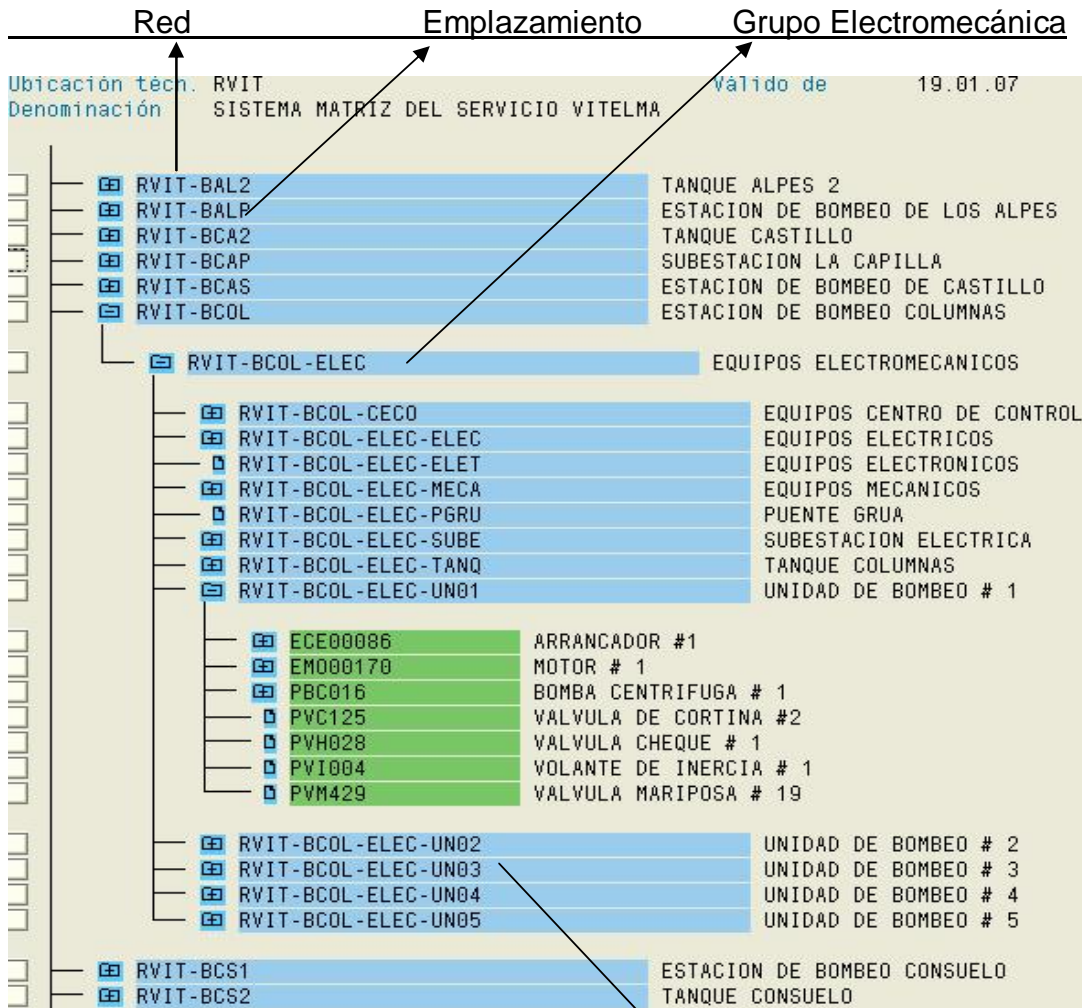 Red Emplazamiento Grupo Electromecánica
Ubicación técn. RVIT Válido de 19.01.07
Denominación SISTEMA MATRIZ DEL SERVICIO VITELMA
RVIT-BAL2 TANQUE ALPES 2
RVIT-BALP ESTACION DE BOMBEO DE LOS ALPES
RVIT-BCA2 TANQUE CASTILLO
RVIT-BCAP SUBESTACION LA CAPILLA
RVIT-BCAS ESTACION DE BOMBEO DE CASTILLO
RVIT-BCOL ESTACION DE BOMBEO COLUMNAS
RVIT-BCOL-ELEC EQUIPOS ELECTROMECANICOS
RVIT-BCOL-CECO EQUIPOS CENTRO DE CONTROL
RVIT-BCOL-ELEC-ELEC EQUIPOS ELECTRICOS
RVIT-BCOL-ELEC-ELET EQUIPOS ELECTRONICOS
RVIT-BCOL-ELEC-MECA EQUIPOS MECANICOS
RVIT-BCOL-ELEC-PGRU PUENTE GRUA
RVIT-BCOL-ELEC-SUBE SUBESTACION ELECTRICA
RVIT-BCOL-ELEC-TANQ TANQUE COLUMNAS
RVIT-BCOL-ELEC-UN01 UNIDAD DE BOMBEO # 1
ECE00086 ARRANCADOR #1
EMO00170 MOTOR # 1
PBC016 BOMBA CENTRIFUGA # 1
PVC125 VALVULA DE CORTINA #2
PVH028 VALVULA CHEQUE # 1
PVI004 VOLANTE DE INERCIA # 1
PVM429 VALVULA MARIPOSA # 19
RVIT-BCOL-ELEC-UN02 UNIDAD DE BOMBEO # 2
RVIT-BCOL-ELEC-UN03 UNIDAD DE BOMBEO # 3
RVIT-BCOL-ELEC-UN04 UNIDAD DE BOMBEO # 4
RVIT-BCOL-ELEC-UN05 UNIDAD DE BOMBEO # 5
RVIT-BCS1 ESTACION DE BOMBEO CONSUELO
RVIT-BCS2 TANQUE CONSUELO